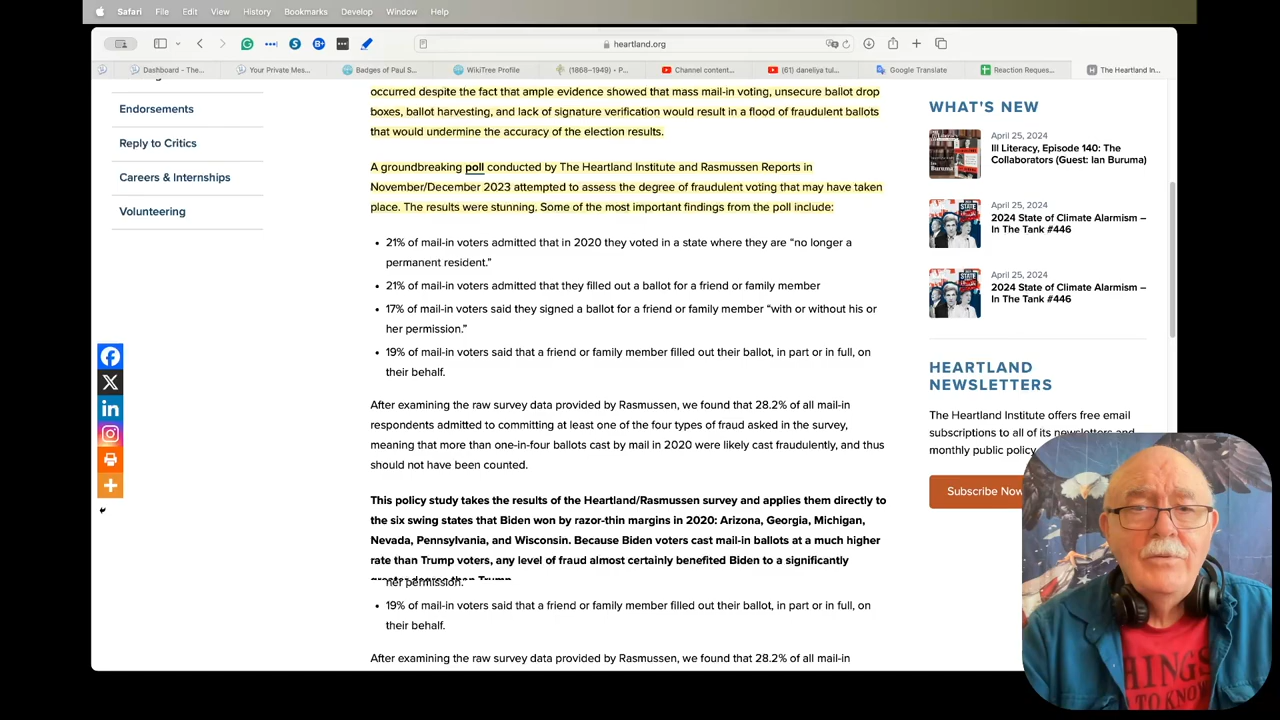 Safari File Edit View History Bookmarks Develop Window Help
heartland.org
Dashboard - The... Your Private Mes... Badges of Paul S... WikiTree Profile (1868–1949) - P... Channel content... (61) daneliya tul... Google Translate Reaction Reques... The Heartland In...
Endorsements
Reply to Critics
Careers & Internships
Volunteering
occurred despite the fact that ample evidence showed that mass mail-in voting, unsecure ballot drop
boxes, ballot harvesting, and lack of signature verification would result in a flood of fraudulent ballots
that would undermine the accuracy of the election results.
A groundbreaking poll conducted by The Heartland Institute and Rasmussen Reports in
November/December 2023 attempted to assess the degree of fraudulent voting that may have taken
place. The results were stunning. Some of the most important findings from the poll include:
• 21% of mail-in voters admitted that in 2020 they voted in a state where they are “no longer a
permanent resident.”
• 21% of mail-in voters admitted that they filled out a ballot for a friend or family member
• 17% of mail-in voters said they signed a ballot for a friend or family member “with or without his or
her permission.”
• 19% of mail-in voters said that a friend or family member filled out their ballot, in part or in full, on
their behalf.
After examining the raw survey data provided by Rasmussen, we found that 28.2% of all mail-in
respondents admitted to committing at least one of the four types of fraud asked in the survey,
meaning that more than one-in-four ballots cast by mail in 2020 were likely cast fraudulently, and thus
should not have been counted.
This policy study takes the results of the Heartland/Rasmussen survey and applies them directly to
the six swing states that Biden won by razor-thin margins in 2020: Arizona, Georgia, Michigan,
Nevada, Pennsylvania, and Wisconsin. Because Biden voters cast mail-in ballots at a much higher
rate than Trump voters, any level of fraud almost certainly benefited Biden to a significantly
greater degree than Trump.
her permission.”
• 19% of mail-in voters said that a friend or family member filled out their ballot, in part or in full, on
their behalf.
After examining the raw survey data provided by Rasmussen, we found that 28.2% of all mail-in
WHAT'S NEW
April 25, 2024
Ill Literacy, Episode 140: The
Collaborators (Guest: Ian Buruma)
April 25, 2024
2024 State of Climate Alarmism –
In The Tank #446
April 25, 2024
2024 State of Climate Alarmism –
In The Tank #446
HEARTLAND
NEWSLETTERS
The Heartland Institute offers free email
subscriptions to all of its newsletters and
monthly public policy
Subscribe Now
THINGS
TO KNOW